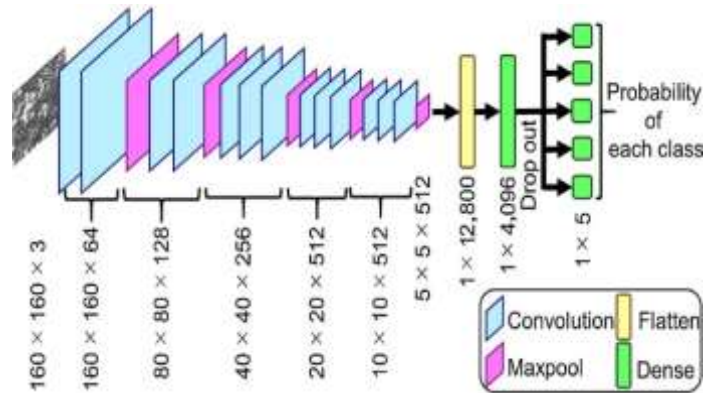 160 × 160 × 3
160 × 160 × 64
80 × 80 × 128
40 × 40 × 256
20 × 20 × 512
10 × 10 × 512
5 × 5 × 512
1 × 12,800
1 × 4,096
Drop out
1 × 5
Probability
of
each class
Convolution
Maxpool
Flatten
Dense